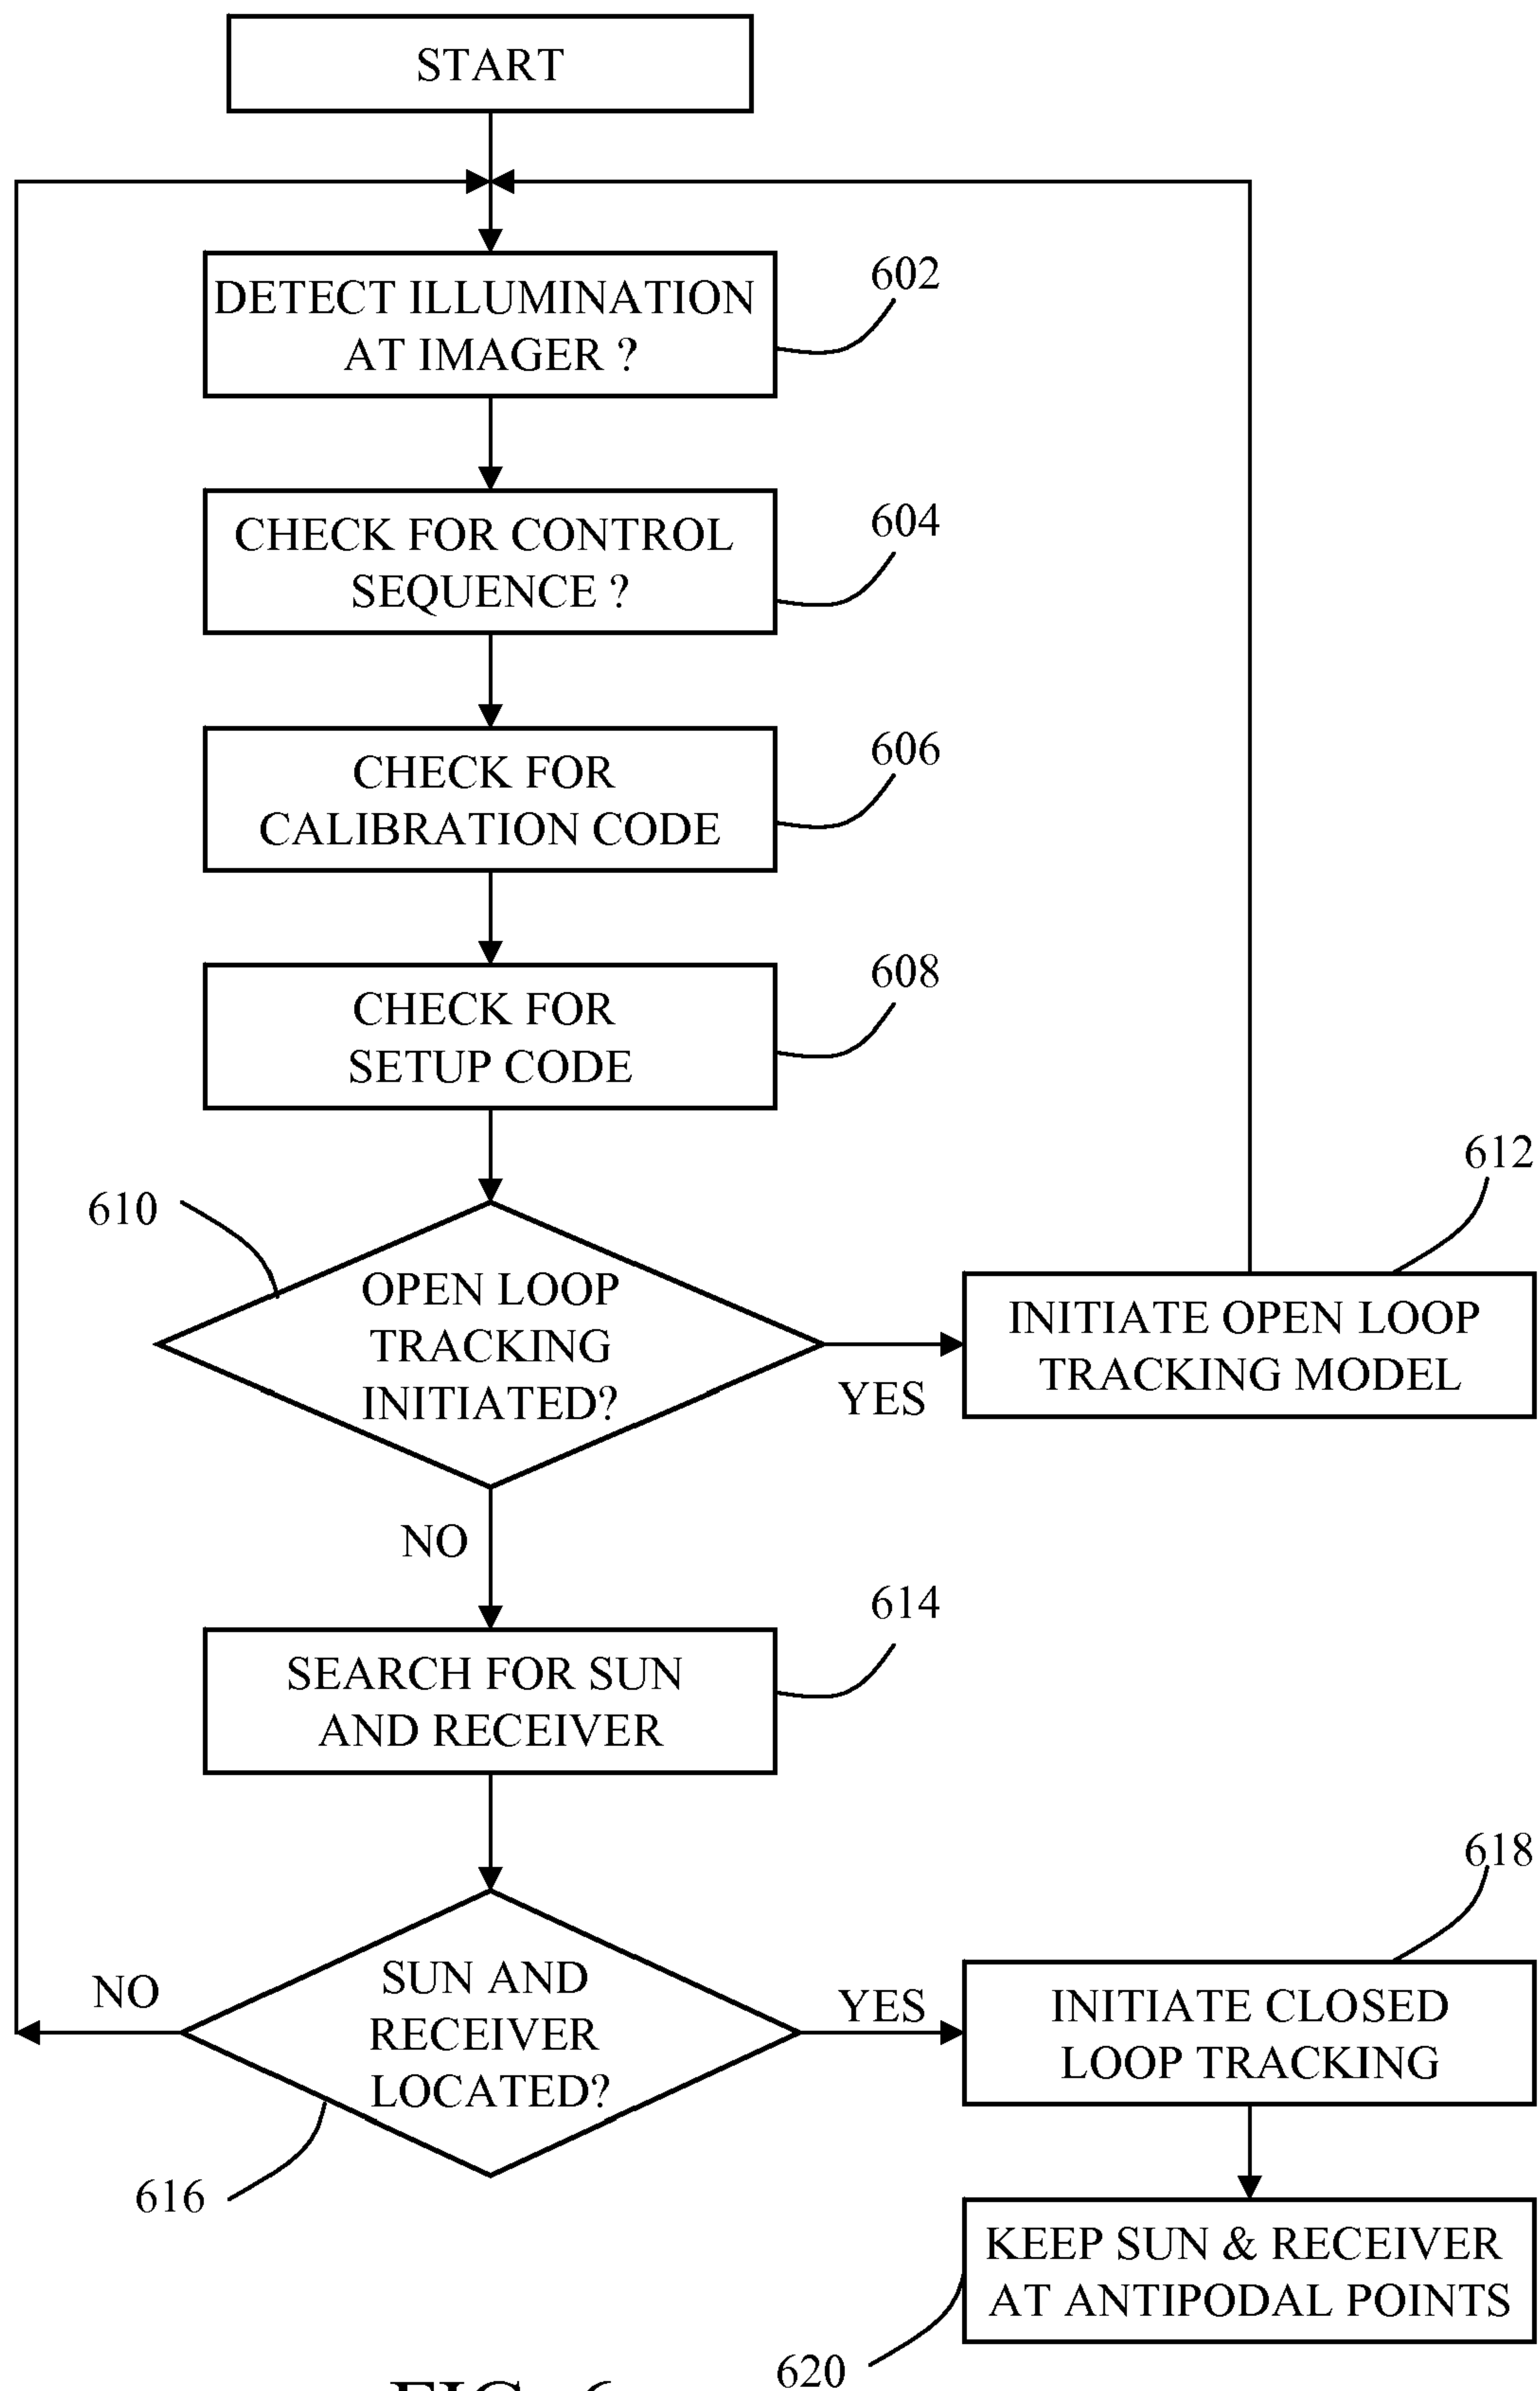 START
DETECT ILLUMINATION
AT IMAGER ?
602
CHECK FOR CONTROL
SEQUENCE ?
604
CHECK FOR
CALIBRATION CODE
606
CHECK FOR
SETUP CODE
608
610
OPEN LOOP
TRACKING
INITIATED?
YES
612
INITIATE OPEN LOOP
TRACKING MODEL
NO
614
SEARCH FOR SUN
AND RECEIVER
NO
SUN AND
RECEIVER
LOCATED?
616
YES
618
INITIATE CLOSED
LOOP TRACKING
KEEP SUN & RECEIVER
AT ANTIPODAL POINTS
620
FIG. 6